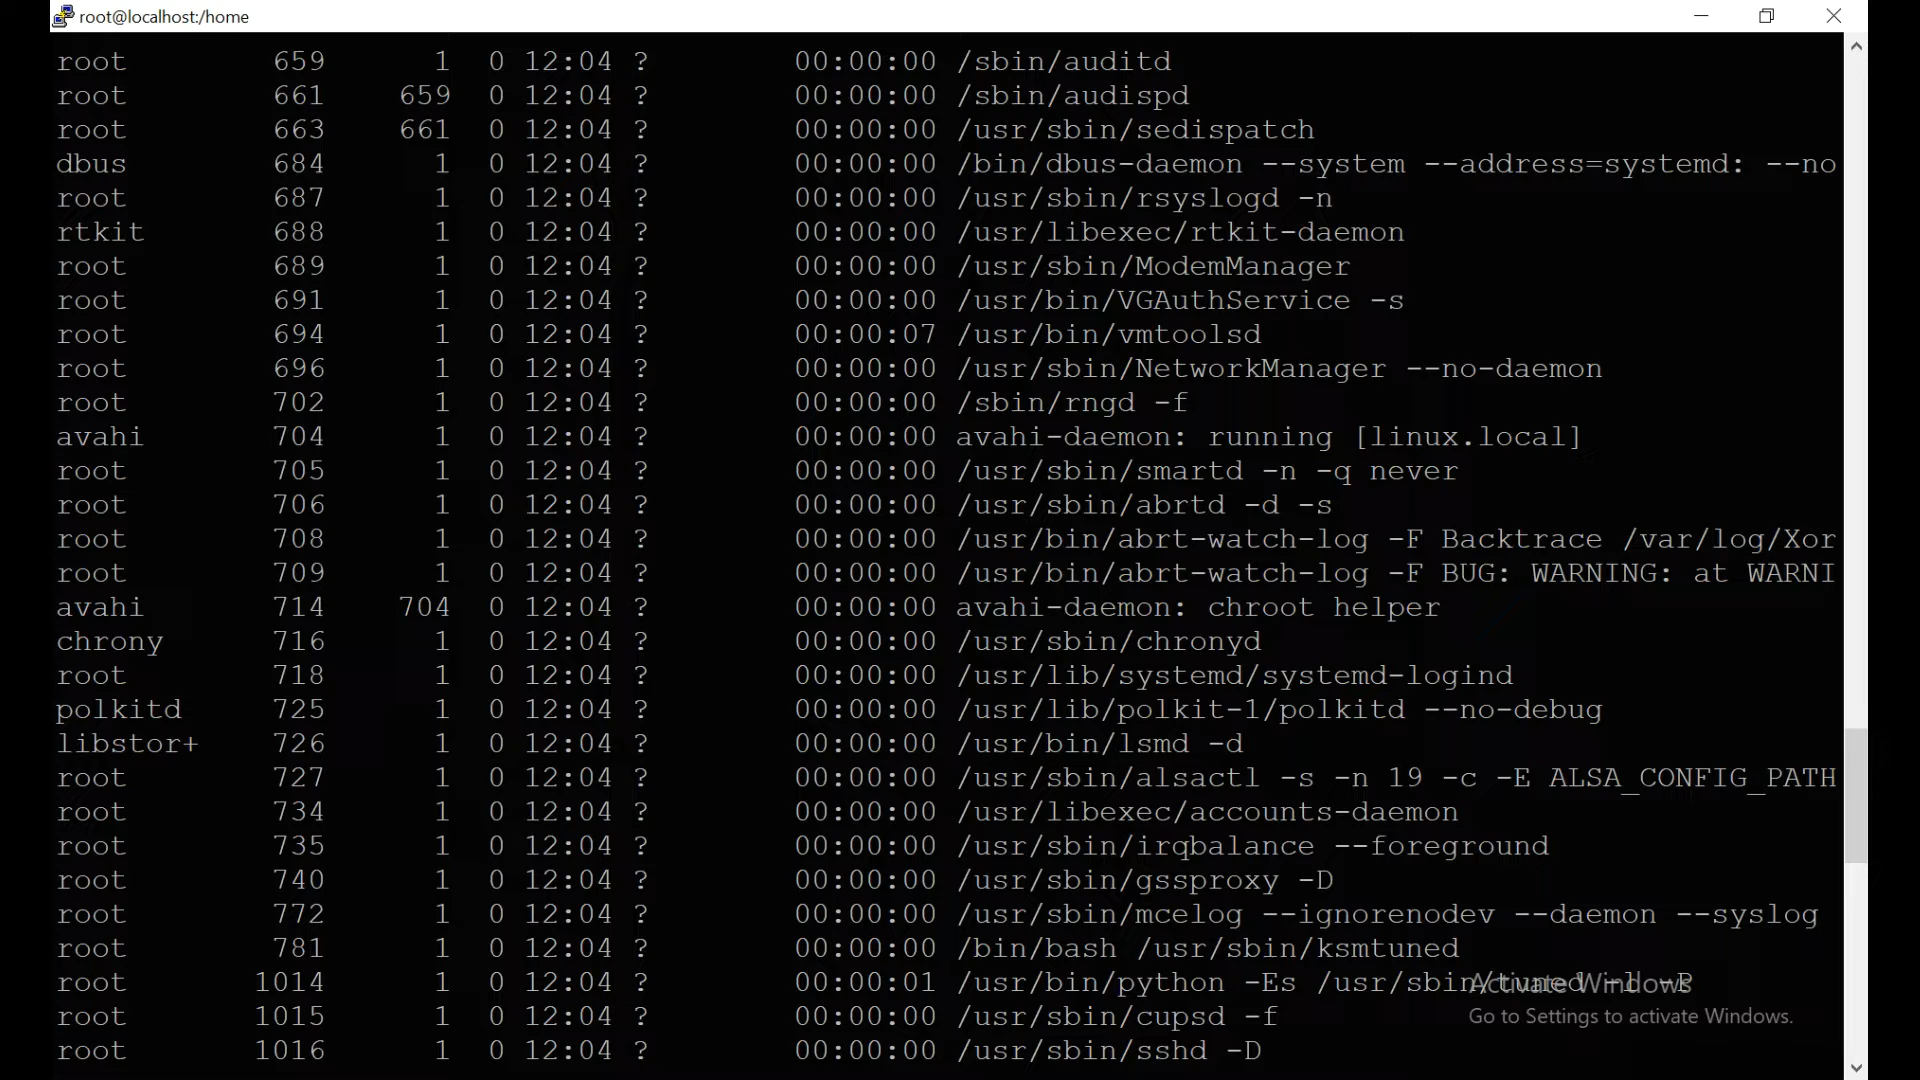 root@localhost:/home
root 659 1 0 12:04 ? 00:00:00 /sbin/auditd
root 661 659 0 12:04 ? 00:00:00 /sbin/audispd
root 663 661 0 12:04 ? 00:00:00 /usr/sbin/sedispatch
dbus 684 1 0 12:04 ? 00:00:00 /bin/dbus-daemon --system --address=systemd: --no
root 687 1 0 12:04 ? 00:00:00 /usr/sbin/rsyslogd -n
rtkit 688 1 0 12:04 ? 00:00:00 /usr/libexec/rtkit-daemon
root 689 1 0 12:04 ? 00:00:00 /usr/sbin/ModemManager
root 691 1 0 12:04 ? 00:00:00 /usr/bin/VGAuthService -s
root 694 1 0 12:04 ? 00:00:07 /usr/bin/vmtoolsd
root 696 1 0 12:04 ? 00:00:00 /usr/sbin/NetworkManager --no-daemon
root 702 1 0 12:04 ? 00:00:00 /sbin/rngd -f
avahi 704 1 0 12:04 ? 00:00:00 avahi-daemon: running [linux.local]
root 705 1 0 12:04 ? 00:00:00 /usr/sbin/smartd -n -q never
root 706 1 0 12:04 ? 00:00:00 /usr/sbin/abrtd -d -s
root 708 1 0 12:04 ? 00:00:00 /usr/bin/abrt-watch-log -F Backtrace /var/log/Xor
root 709 1 0 12:04 ? 00:00:00 /usr/bin/abrt-watch-log -F BUG: WARNING: at WARNI
avahi 714 704 0 12:04 ? 00:00:00 avahi-daemon: chroot helper
chrony 716 1 0 12:04 ? 00:00:00 /usr/sbin/chronyd
root 718 1 0 12:04 ? 00:00:00 /usr/lib/systemd/systemd-logind
polkitd 725 1 0 12:04 ? 00:00:00 /usr/lib/polkit-1/polkitd --no-debug
libstor+ 726 1 0 12:04 ? 00:00:00 /usr/bin/lsmd -d
root 727 1 0 12:04 ? 00:00:00 /usr/sbin/alsactl -s -n 19 -c -E ALSA_CONFIG_PATH
root 734 1 0 12:04 ? 00:00:00 /usr/libexec/accounts-daemon
root 735 1 0 12:04 ? 00:00:00 /usr/sbin/irqbalance --foreground
root 740 1 0 12:04 ? 00:00:00 /usr/sbin/gssproxy -D
root 772 1 0 12:04 ? 00:00:00 /usr/sbin/mcelog --ignorenodev --daemon --syslog
root 781 1 0 12:04 ? 00:00:00 /bin/bash /usr/sbin/ksmtuned
root 1014 1 0 12:04 ? 00:00:01 /usr/bin/python -Es /usr/sbin/tuned -l -P
Activate Windows
root 1015 1 0 12:04 ? 00:00:00 /usr/sbin/cupsd -f
Go to Settings to activate Windows.
root 1016 1 0 12:04 ? 00:00:00 /usr/sbin/sshd -D